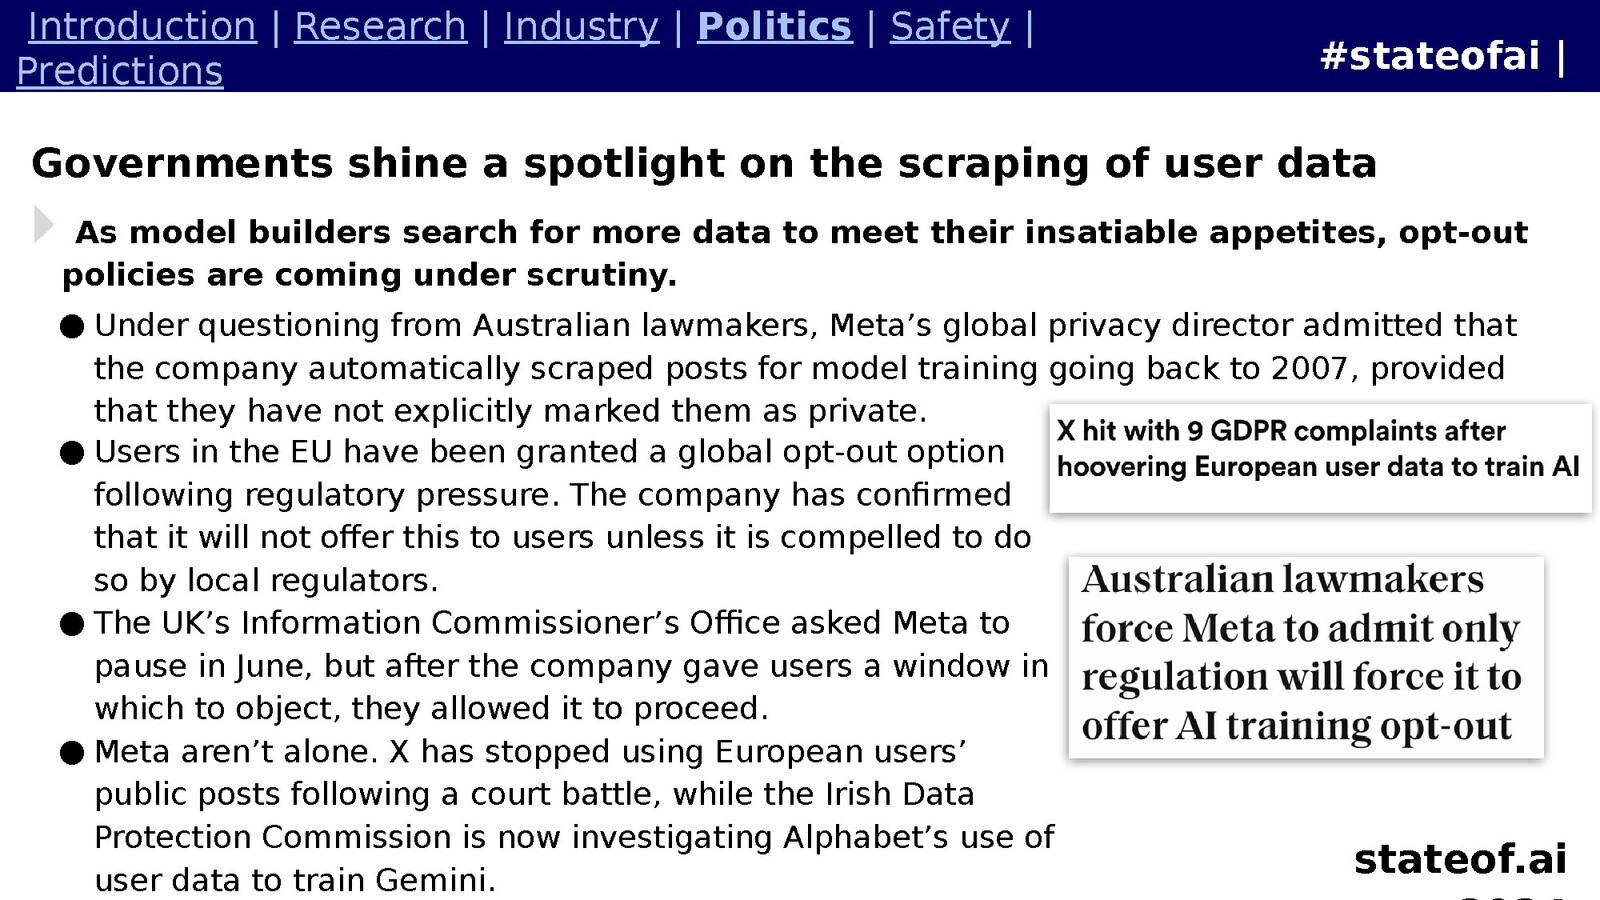 Introduction | Research | Industry | Politics | Safety |
Predictions
#stateofai |
Governments shine a spotlight on the scraping of user data
As model builders search for more data to meet their insatiable appetites, opt-out
policies are coming under scrutiny.
● Under questioning from Australian lawmakers, Meta’s global privacy director admitted that
the company automatically scraped posts for model training going back to 2007, provided
that they have not explicitly marked them as private.
● Users in the EU have been granted a global opt-out option
following regulatory pressure. The company has confirmed
that it will not offer this to users unless it is compelled to do
so by local regulators.
● The UK’s Information Commissioner’s Office asked Meta to
pause in June, but after the company gave users a window in
which to object, they allowed it to proceed.
● Meta aren’t alone. X has stopped using European users’
public posts following a court battle, while the Irish Data
Protection Commission is now investigating Alphabet’s use of
user data to train Gemini.
X hit with 9 GDPR complaints after
hoovering European user data to train AI
Australian lawmakers
force Meta to admit only
regulation will force it to
offer AI training opt-out
stateof.ai